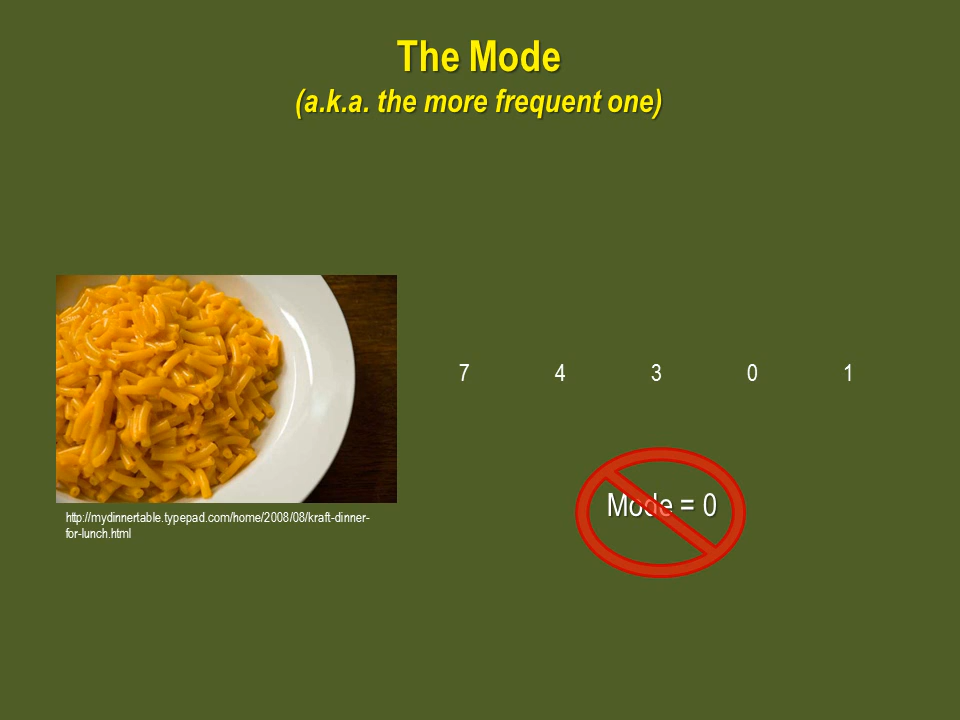 The Mode
(a.k.a. the more frequent one)
7 4 3 0 1
Mode = 0
http://mydinnertable.typepad.com/home/2008/08/kraft-dinner-
for-lunch.html